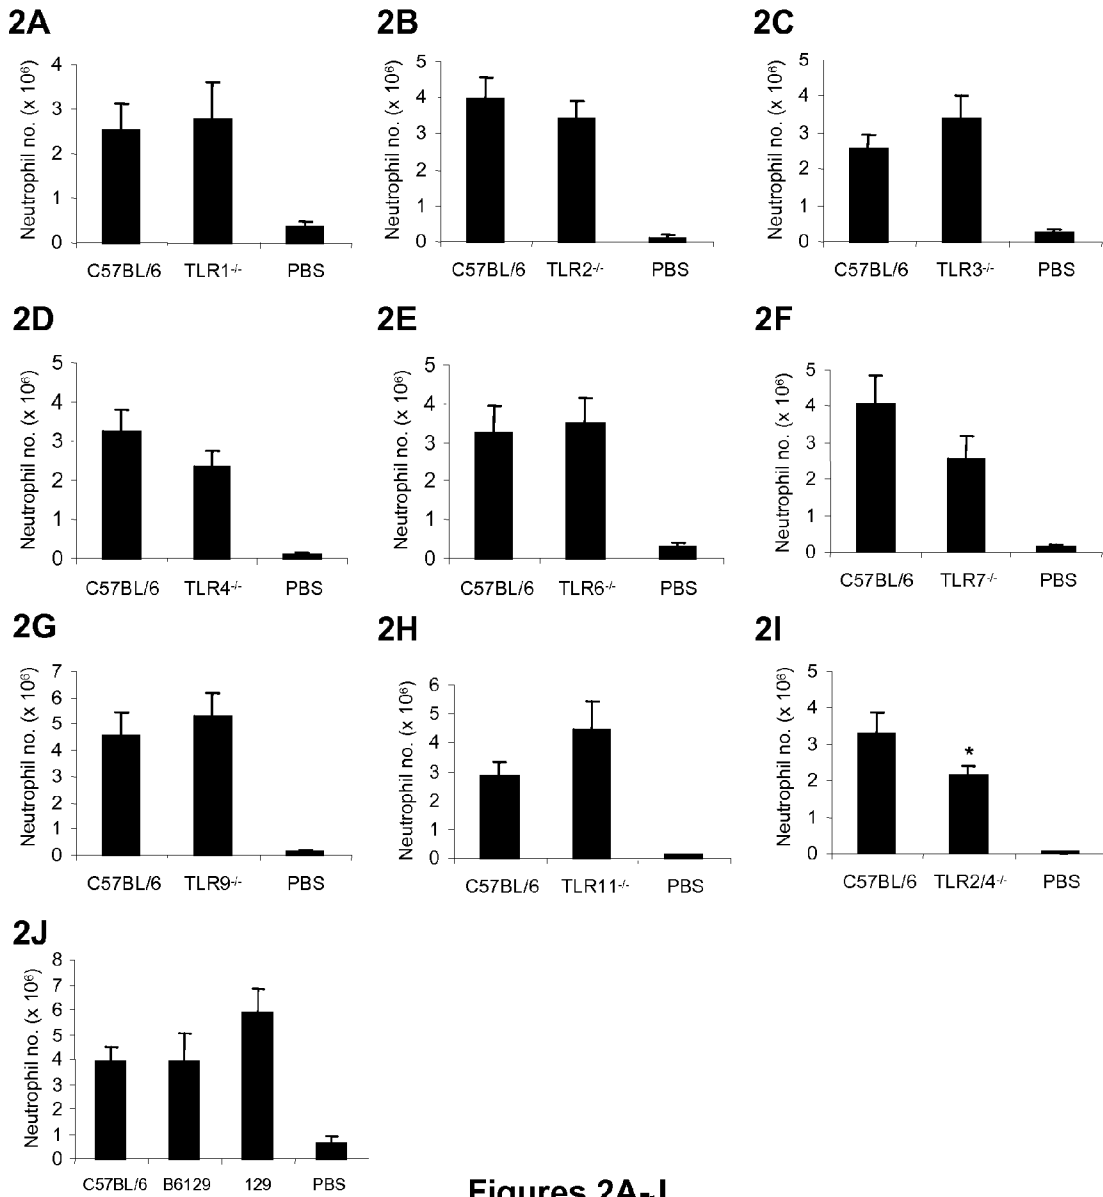 2A
Neutrophil no. (x 10⁶)
4
3
2
1
0
C57BL/6 TLR1-/- PBS
2B
Neutrophil no. (x 10⁶)
5
4
3
2
1
0
C57BL/6 TLR2-/- PBS
2C
Neutrophil no. (x 10⁶)
5
4
3
2
1
0
C57BL/6 TLR3-/- PBS
2D
Neutrophil no. (x 10⁶)
5
4
3
2
1
0
C57BL/6 TLR4-/- PBS
2E
Neutrophil no. (x 10⁶)
5
4
3
2
1
0
C57BL/6 TLR6-/- PBS
2F
Neutrophil no. (x 10⁶)
5
4
3
2
1
0
C57BL/6 TLR7-/- PBS
2G
Neutrophil no. (x 10⁶)
7
6
5
4
3
2
1
0
C57BL/6 TLR9-/- PBS
2H
Neutrophil no. (x 10⁶)
6
5
4
3
2
1
0
C57BL/6 TLR11-/- PBS
2I
Neutrophil no. (x 10⁶)
5
4
3
2
1
0
*
C57BL/6 TLR2/4-/- PBS
2J
Neutrophil no. (x 10⁶)
8
7
6
5
4
3
2
1
0
C57BL/6 B6129 129 PBS
Figures 2A-J